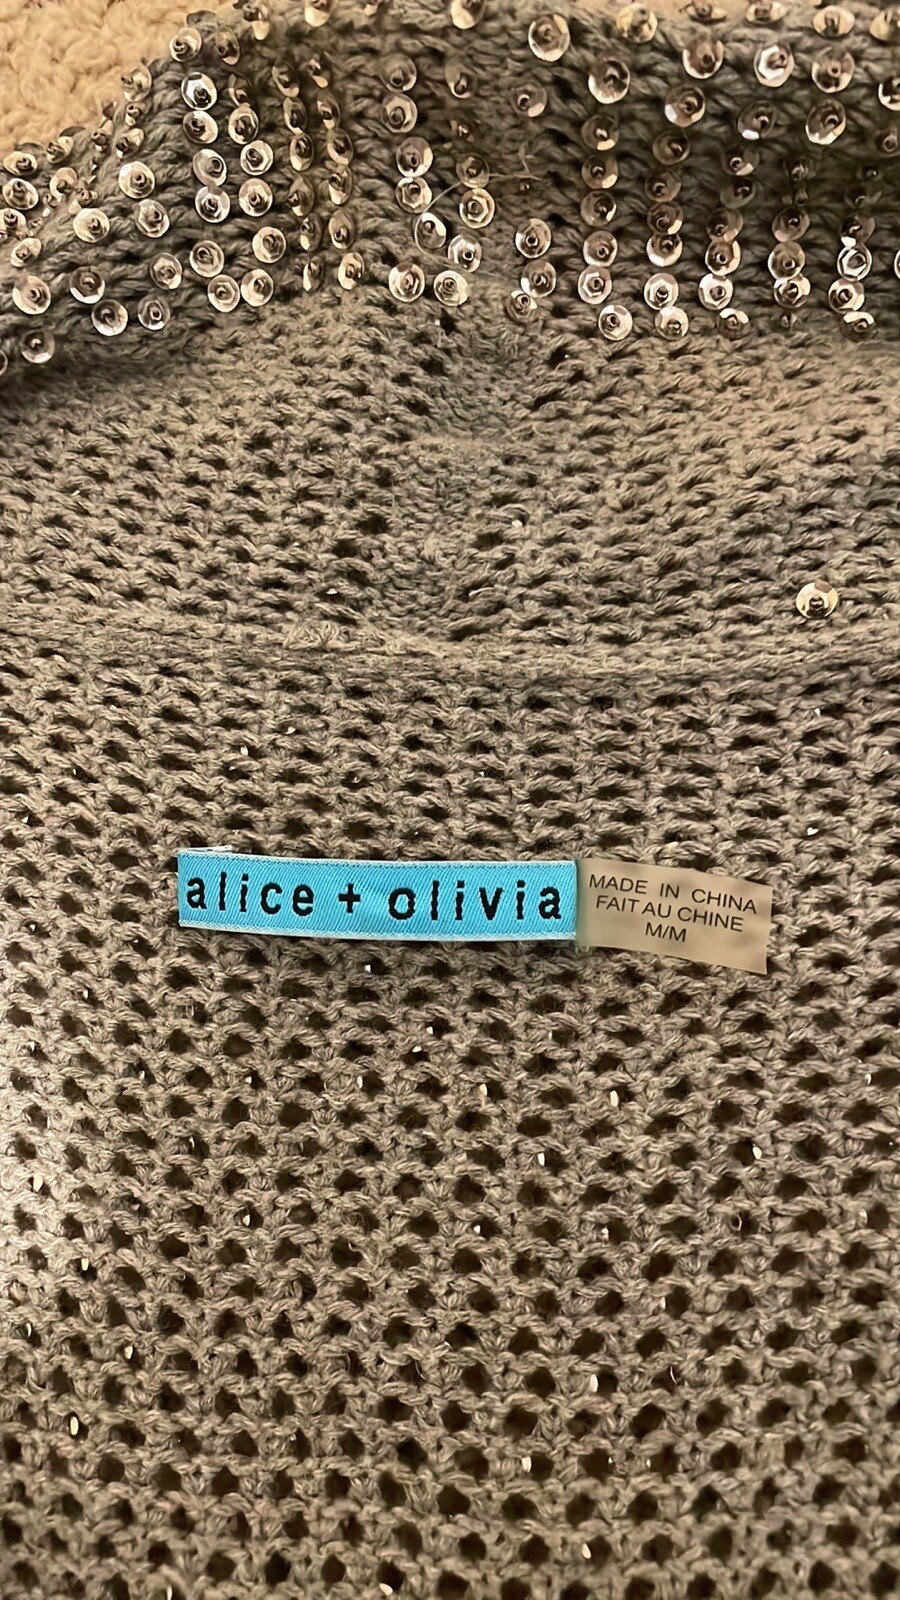 alice + olivia
MADE IN CHINA
FAIT AU CHINE
M/M